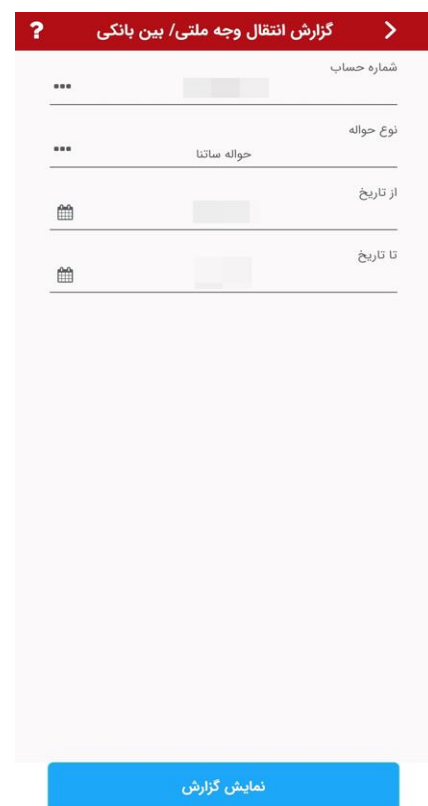 گزارش انتقال وجه ملتی/ بین بانکی ?
شماره حساب
نوع حواله
حواله ساتنا
از تاریخ
تا تاریخ
نمایش گزارش